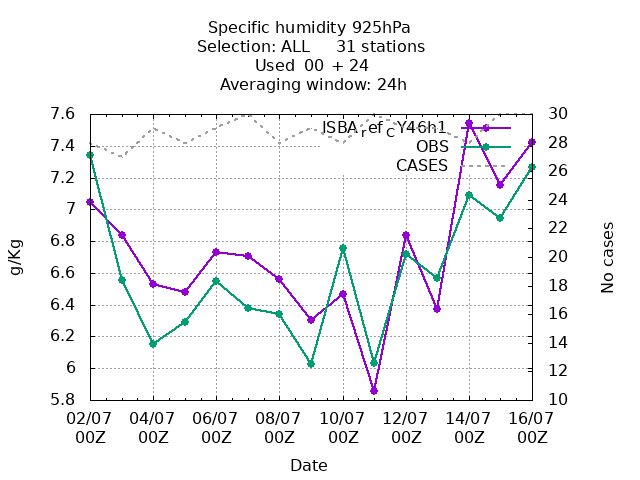 Specific humidity 925hPa
Selection: ALL 31 stations
Used 00 + 24
Averaging window: 24h
7.6 30
JSBA_ref_CY46h1
7.4 28
OBS
CASES
7.2 26
7 24
6.8 22
6.6 20
6.4 18
6.2 16
6 14
12
5.8 10
g/Kg
No cases
02/07 04/07 06/07 08/07 10/07 12/07 14/07 16/07
00Z 00Z 00Z 00Z 00Z 00Z 00Z 00Z
Date